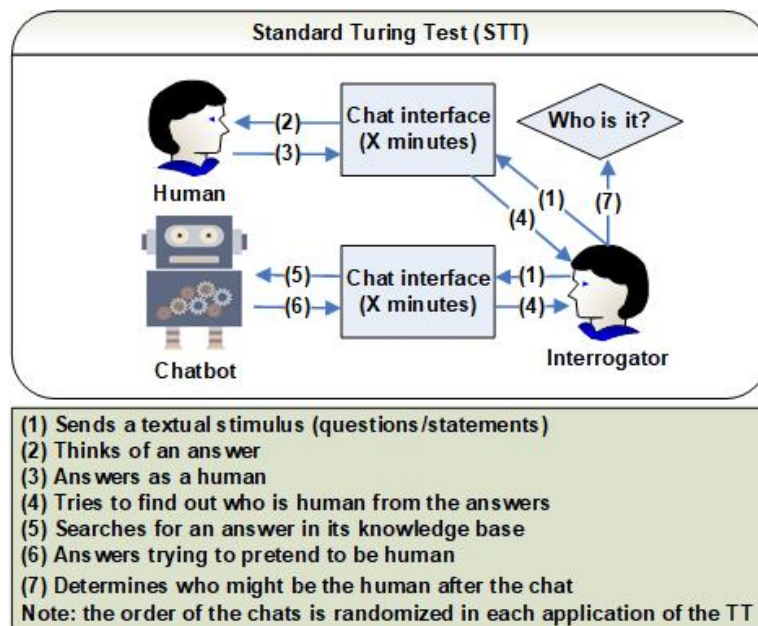 Standard Turing Test (STT)
Chat interface
(X minutes)
Who is it?
(2)
(3)
(1)
(4)
(7)
Human
Chat interface
(X minutes)
(5)
(6)
(1)
(4)
Chatbot
Interrogator
(1) Sends a textual stimulus (questions/statements)
(2) Thinks of an answer
(3) Answers as a human
(4) Tries to find out who is human from the answers
(5) Searches for an answer in its knowledge base
(6) Answers trying to pretend to be human
(7) Determines who might be the human after the chat
Note: the order of the chats is randomized in each application of the TT